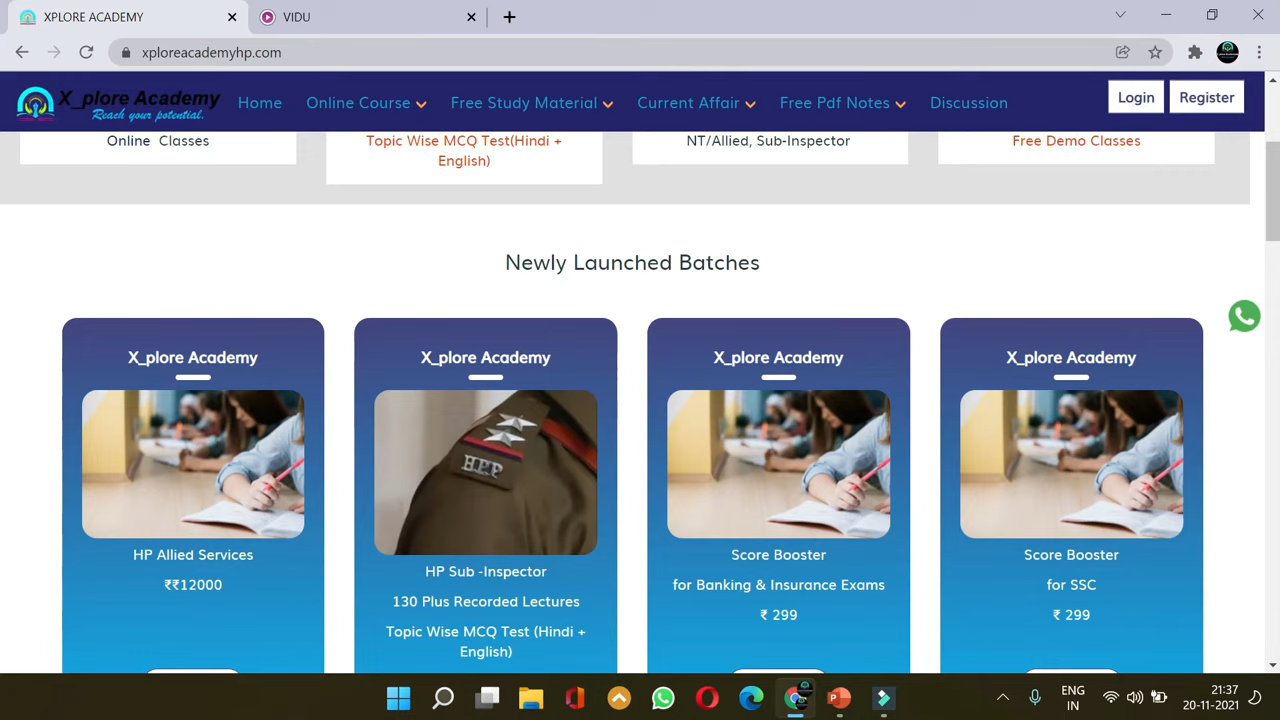 XPLORE ACADEMY
VIDU
xploreacademyhp.com
X_plore Academy
Reach your potential.
Home
Online Course
Free Study Material
Current Affair
Free Pdf Notes
Discussion
Login
Register
Online Classes
Topic Wise MCQ Test(Hindi +
English)
NT/Allied, Sub-Inspector
Free Demo Classes
Newly Launched Batches
X_plore Academy
HP Allied Services
₹₹12000
X_plore Academy
HPP
HP Sub -Inspector
130 Plus Recorded Lectures
Topic Wise MCQ Test (Hindi +
English)
X_plore Academy
Score Booster
for Banking & Insurance Exams
₹ 299
X_plore Academy
Score Booster
for SSC
₹ 299
ENG
IN
21:37
20-11-2021